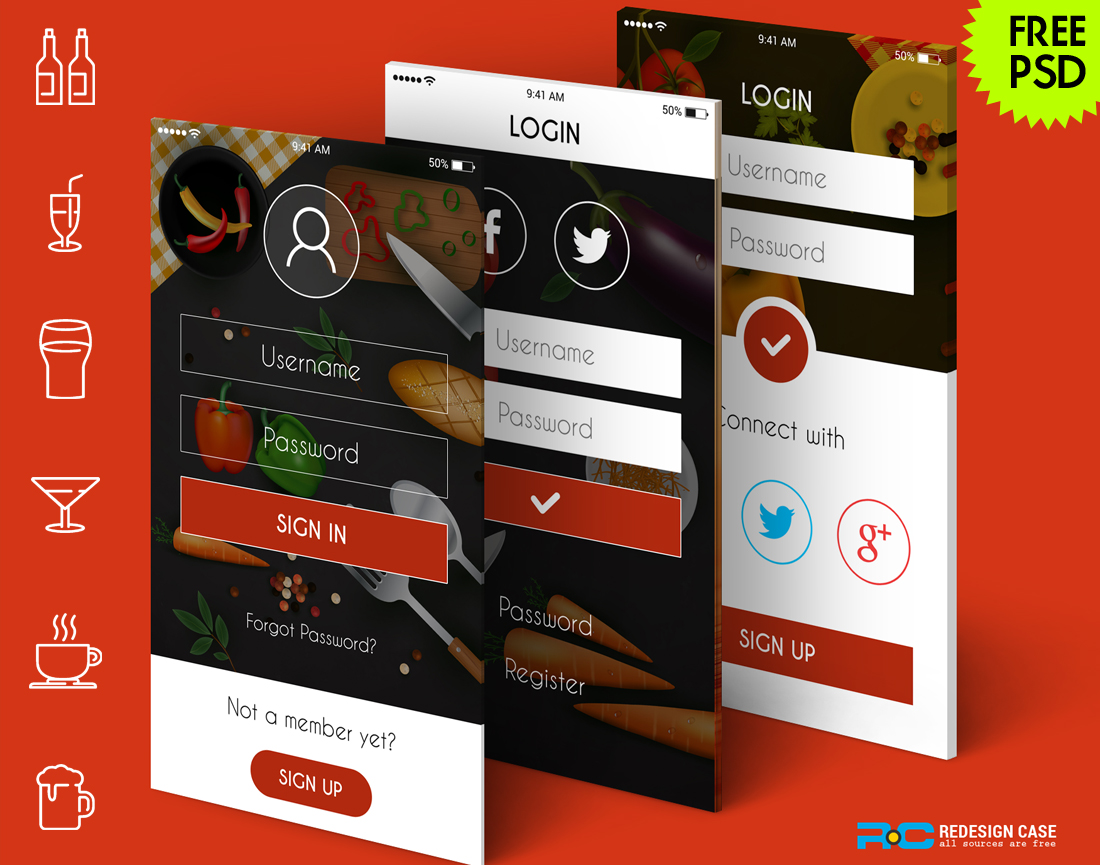 FREE
PSD
9:41 AM
50%
Username
Password
SIGN IN
Forgot Password?
Not a member yet?
SIGN UP
9:41 AM
50%
LOGIN
f
Username
Password
Password
Register
9:41 AM
50%
LOGIN
Username
Password
Connect with
g+
SIGN UP
RC
REDESIGN CASE
all sources are free